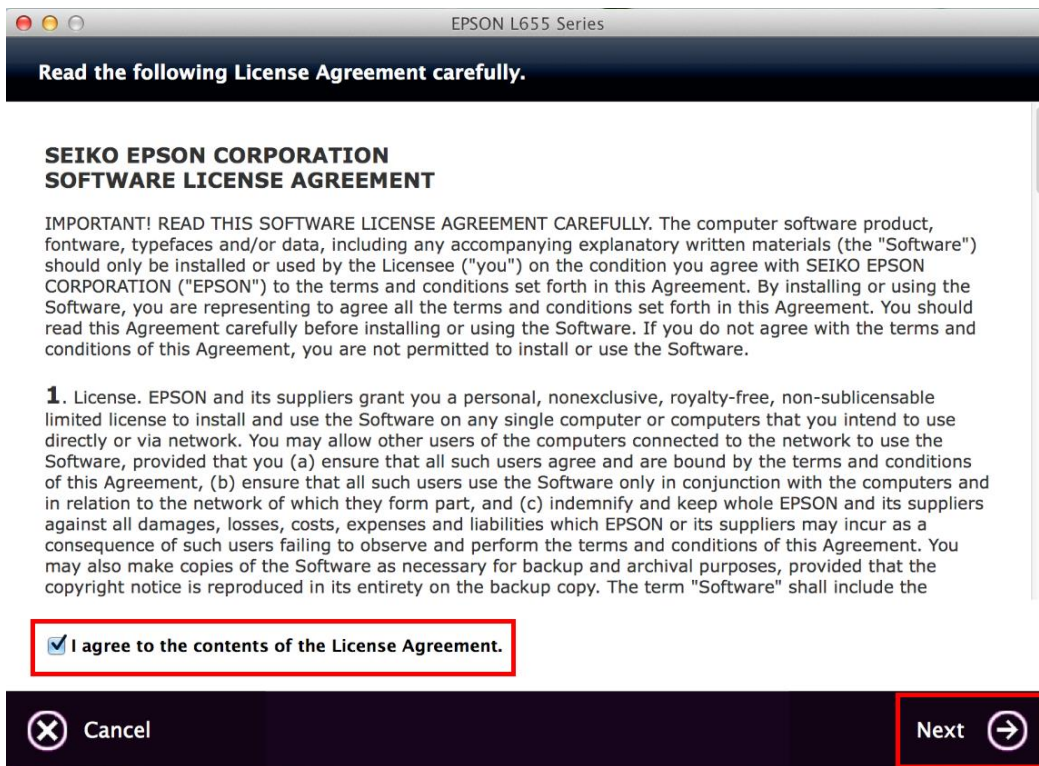 EPSON L655 Series
Read the following License Agreement carefully.
SEIKO EPSON CORPORATION
SOFTWARE LICENSE AGREEMENT
IMPORTANT! READ THIS SOFTWARE LICENSE AGREEMENT CAREFULLY. The computer software product,
fontware, typefaces and/or data, including any accompanying explanatory written materials (the "Software")
should only be installed or used by the Licensee ("you") on the condition you agree with SEIKO EPSON
CORPORATION ("EPSON") to the terms and conditions set forth in this Agreement. By installing or using the
Software, you are representing to agree all the terms and conditions set forth in this Agreement. You should
read this Agreement carefully before installing or using the Software. If you do not agree with the terms and
conditions of this Agreement, you are not permitted to install or use the Software.
1. License. EPSON and its suppliers grant you a personal, nonexclusive, royalty-free, non-sublicensable
limited license to install and use the Software on any single computer or computers that you intend to use
directly or via network. You may allow other users of the computers connected to the network to use the
Software, provided that you (a) ensure that all such users agree and are bound by the terms and conditions
of this Agreement, (b) ensure that all such users use the Software only in conjunction with the computers and
in relation to the network of which they form part, and (c) indemnify and keep whole EPSON and its suppliers
against all damages, losses, costs, expenses and liabilities which EPSON or its suppliers may incur as a
consequence of such users failing to observe and perform the terms and conditions of this Agreement. You
may also make copies of the Software as necessary for backup and archival purposes, provided that the
copyright notice is reproduced in its entirety on the backup copy. The term "Software" shall include the
I agree to the contents of the License Agreement.
Cancel
Next